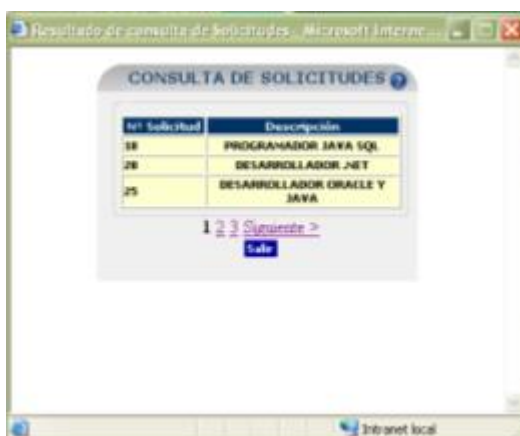 Resultado de consulta de Solicitudes - Microsoft Interne...
CONSULTA DE SOLICITUDES
Nº Solicitud Descripción
18 PROGRAMADOR JAVA SQL
20 DESARROLLADOR .NET
25 DESARROLLADOR ORACLE Y
JAVA
1 2 3 Siguiente >
Salir
Intranet local